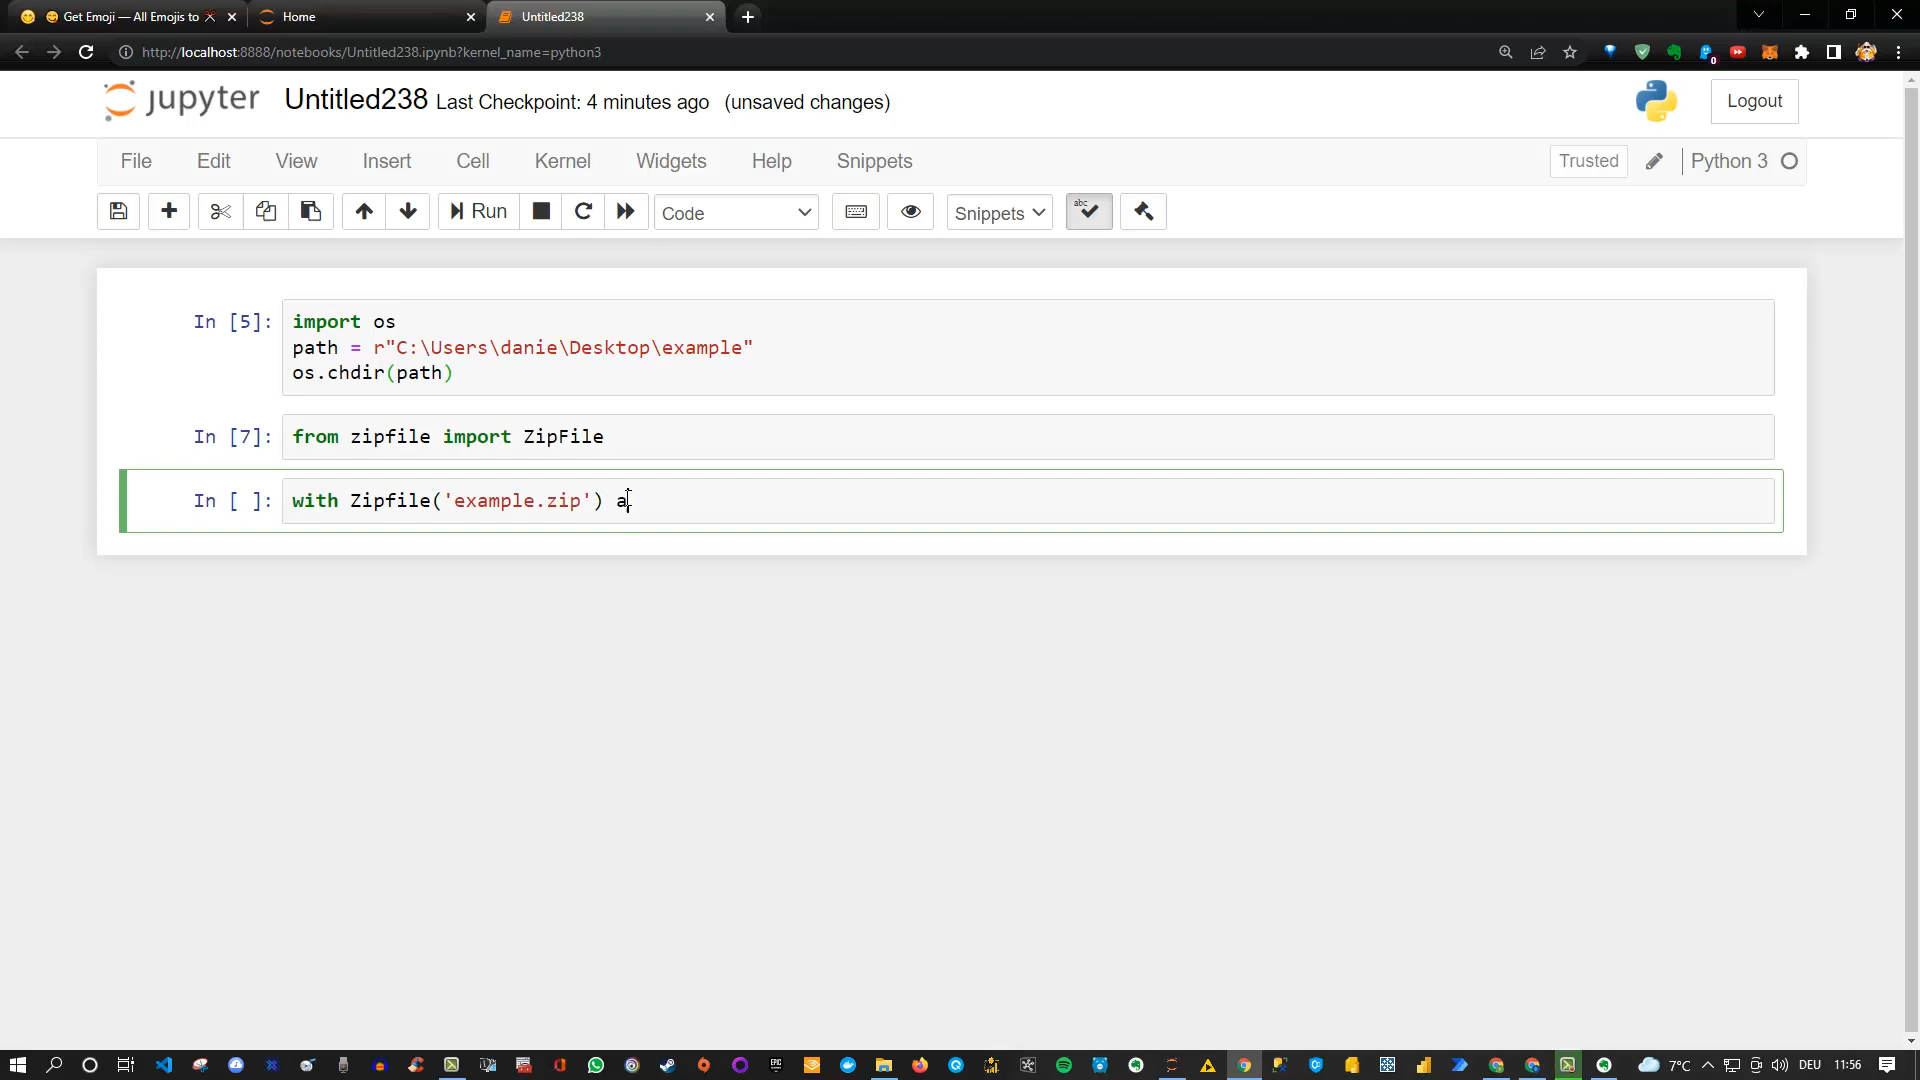 Get Emoji — All Emojis to
Home
Untitled238
http://localhost:8888/notebooks/Untitled238.ipynb?kernel_name=python3
0
jupyter Untitled238 Last Checkpoint: 4 minutes ago (unsaved changes)
Logout
File Edit View Insert Cell Kernel Widgets Help Snippets
Trusted
Python 3
Run
Code
Snippets
abc
In [5]:
import os
path = r"C:\Users\danie\Desktop\example"
os.chdir(path)
In [7]:
from zipfile import ZipFile
In [ ]:
with Zipfile('example.zip') a
EPIC
7°C
DEU
11:56